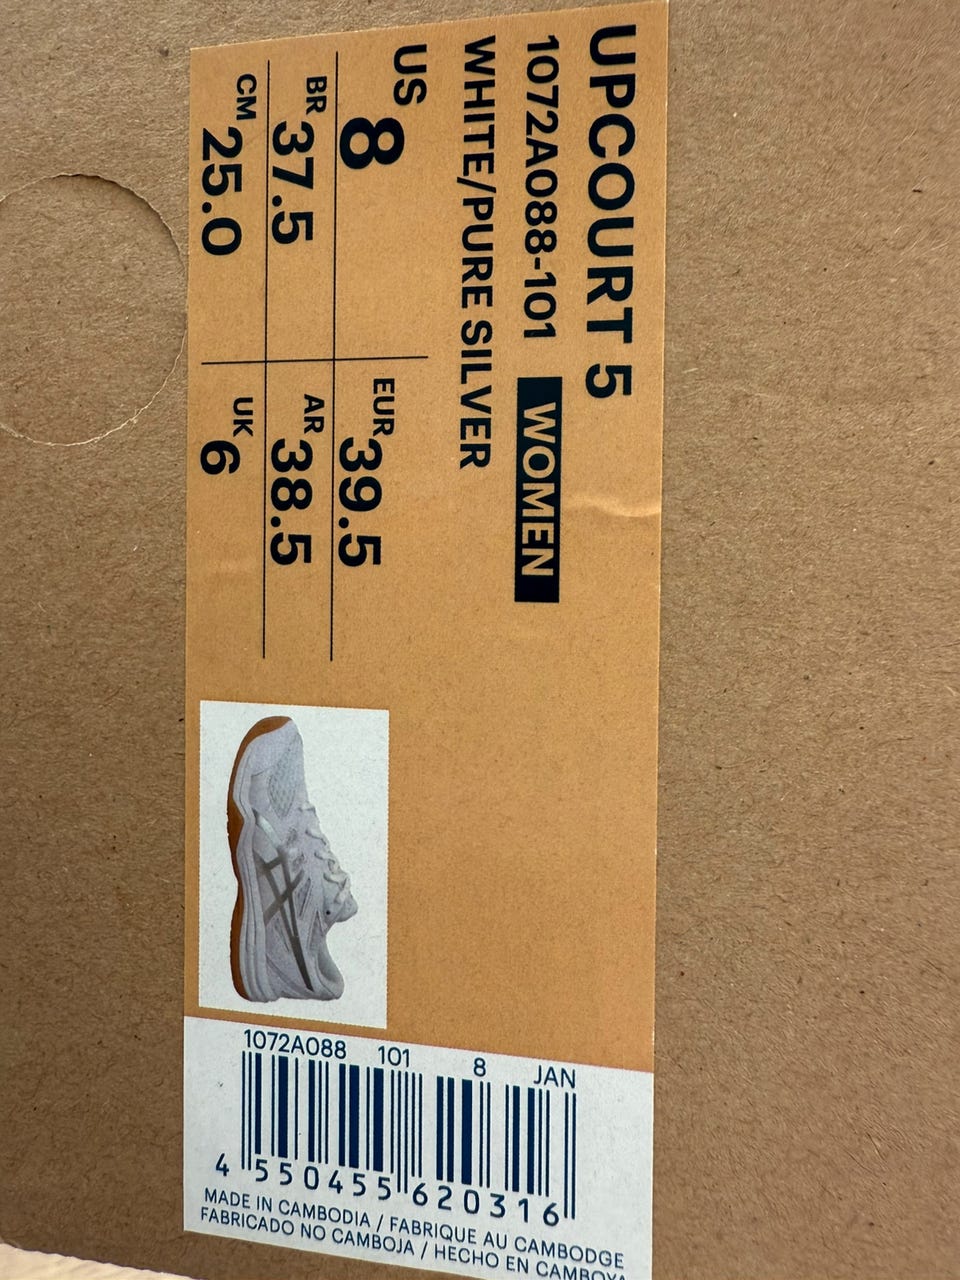 UPCOURT 5
1072A088-101 WOMEN
WHITE/PURE SILVER
US 8 EUR 39.5
BR 37.5 AR 38.5
CM 25.0 UK 6
1072A088 101 8 JAN
4 550455 620316
MADE IN CAMBODIA / FABRIQUE AU CAMBODGE
FABRICADO NO CAMBOJA / HECHO EN CAMBOYA